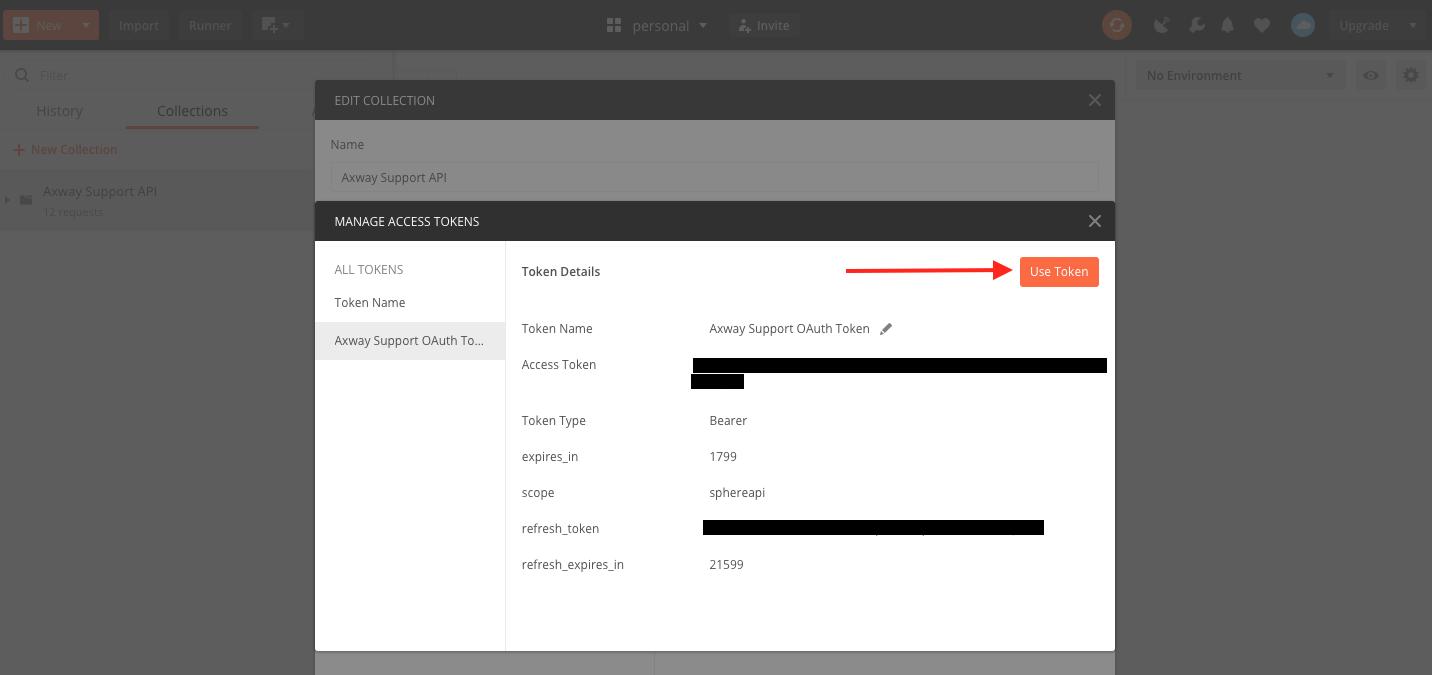 New
Import
Runner
personal
Invite
Upgrade
Filter
No Environment
History
Collections
EDIT COLLECTION
New Collection
Name
Axway Support API
Axway Support API
12 requests
MANAGE ACCESS TOKENS
ALL TOKENS
Token Name
Axway Support OAuth To...
Token Details
Use Token
Token Name
Axway Support OAuth Token
Access Token
Token Type
Bearer
expires_in
1799
scope
sphereapi
refresh_token
refresh_expires_in
21599